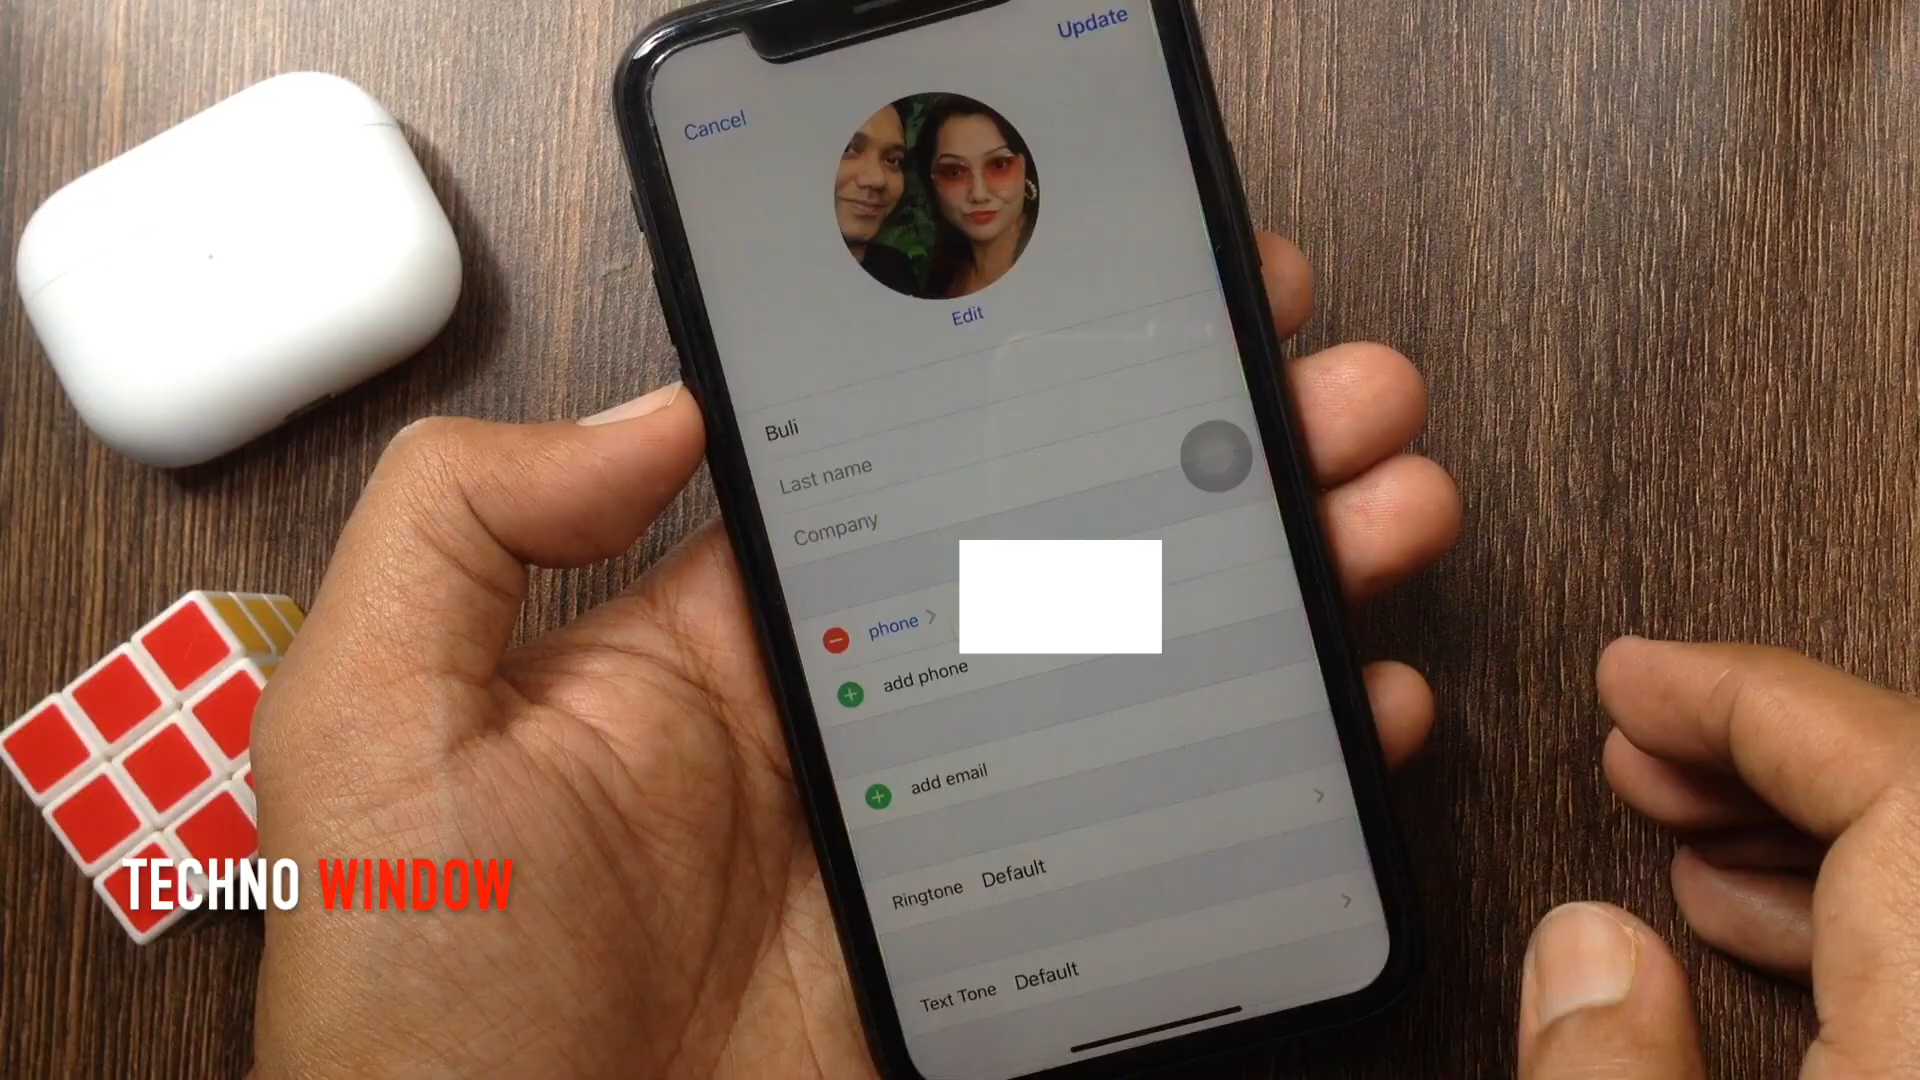 Update
Cancel
Edit
Buli
Last name
Company
phone
add phone
add email
Ringtone Default
Text Tone Default
TECHNO WINDOW